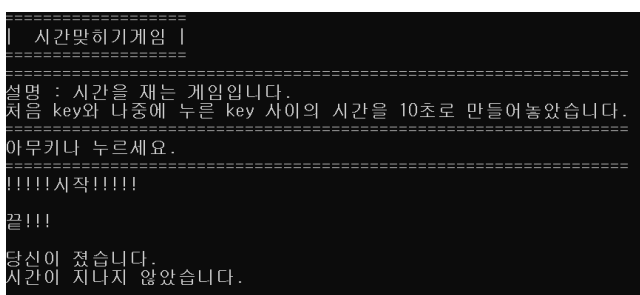 ===================
|  시간맞히기게임 |
===================
==================================================================
설명 : 시간을 재는 게임입니다.
처음 key와 나중에 누른 key 사이의 시간을 10초로 만들어놓았습니다.
==================================================================
아무키나 누르세요.
==================================================================
!!!!!시작!!!!!
끝!!!
당신이 졌습니다.
시간이 지나지 않았습니다.